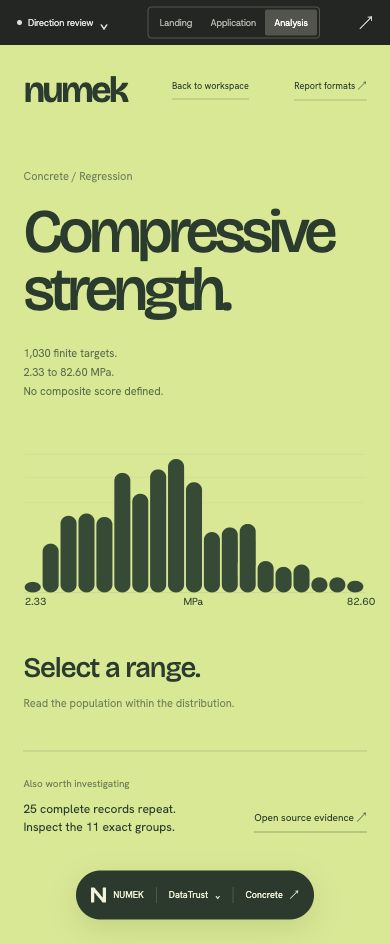 Direction review
Landing Application Analysis
numek
Back to workspace
Report formats
Concrete / Regression
Compressive
strength.
1,030 finite targets.
2.33 to 82.60 MPa.
No composite score defined.
2.33 MPa 82.60
Select a range.
Read the population within the distribution.
Also worth investigating
25 complete records repeat.
Inspect the 11 exact groups.
Open source evidence
N NUMEK DataTrust Concrete